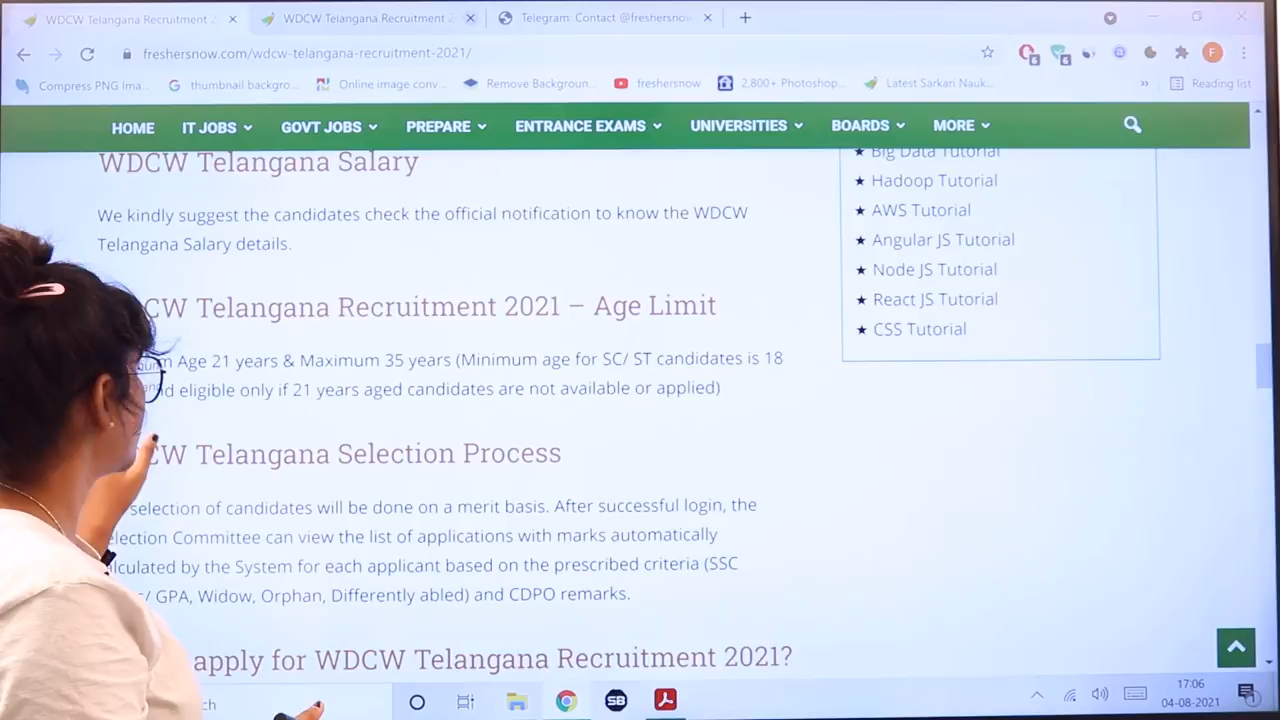 WDCW Telangana Recruitment 2
WDCW Telangana Recruitment 2
Telegram: Contact @freshersnow
freshersnow.com/wdcw-telangana-recruitment-2021/
6
6
F
Compress PNG Ima...
thumbnail backgro...
Online image conv...
Remove Backgroun...
freshersnow
2,800+ Photoshop...
Latest Sarkari Nauk...
Reading list
HOME
IT JOBS
GOVT JOBS
PREPARE
ENTRANCE EXAMS
UNIVERSITIES
BOARDS
MORE
WDCW Telangana Salary
We kindly suggest the candidates check the official notification to know the WDCW
Telangana Salary details.
CW Telangana Recruitment 2021 – Age Limit
Age 21 years & Maximum 35 years (Minimum age for SC/ ST candidates is 18
eligible only if 21 years aged candidates are not available or applied)
CW Telangana Selection Process
selection of candidates will be done on a merit basis. After successful login, the
Committee can view the list of applications with marks automatically
by the System for each applicant based on the prescribed criteria (SSC
/ GPA, Widow, Orphan, Differently abled) and CDPO remarks.
apply for WDCW Telangana Recruitment 2021?
Big Data Tutorial
★ Hadoop Tutorial
★ AWS Tutorial
★ Angular JS Tutorial
★ Node JS Tutorial
★ React JS Tutorial
★ CSS Tutorial
SB
17:06
04-08-2021
1